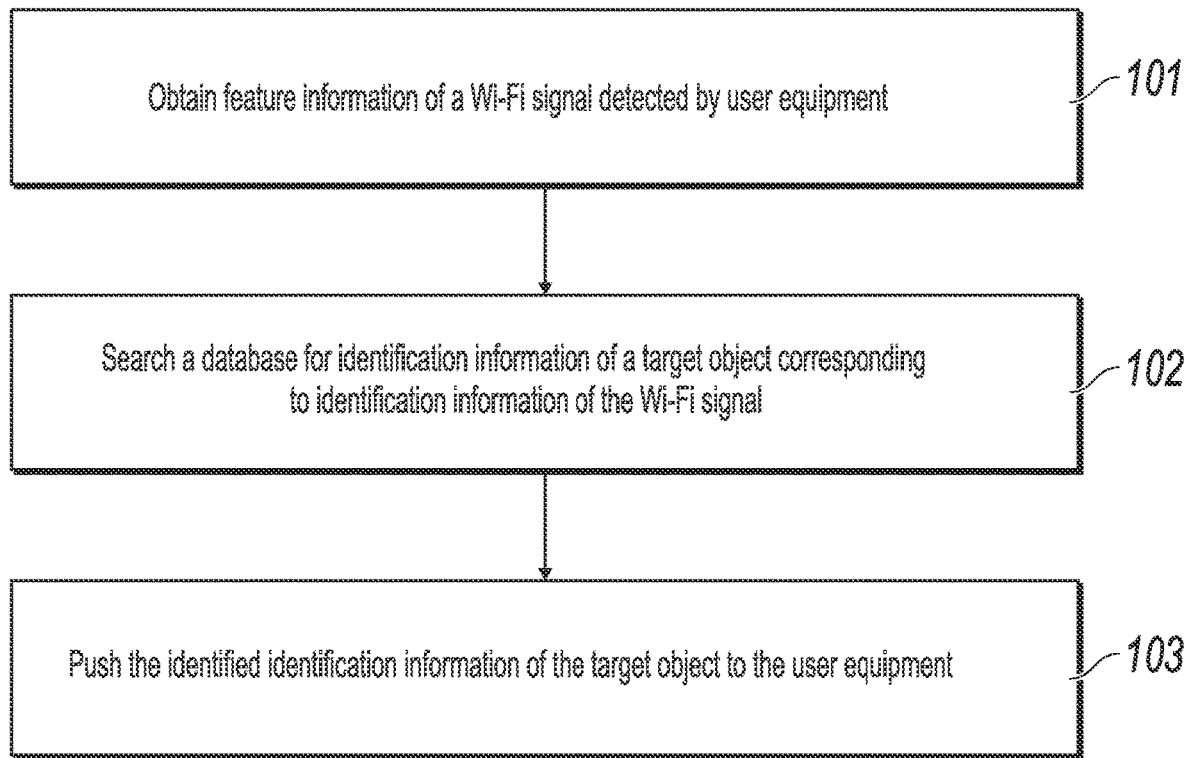 Obtain feature information of a Wi-Fi signal detected by user equipment
101
Search a database for identification information of a target object corresponding
to identification information of the Wi-Fi signal
102
Push the identified identification information of the target object to the user equipment
103